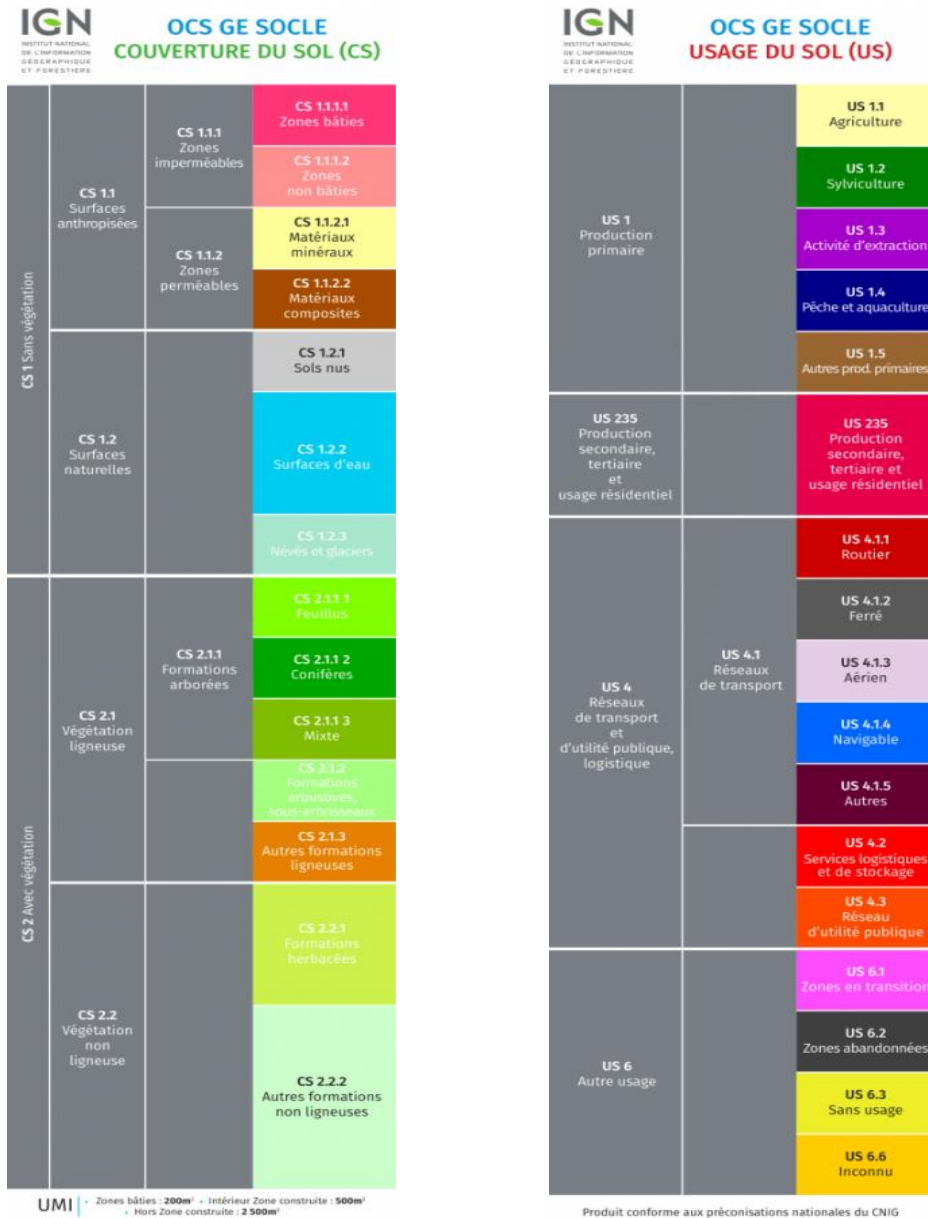 IGN
INSTITUT NATIONAL
DE L'INFORMATION
GÉOGRAPHIQUE
ET FORESTIÈRE
OCS GE SOCLE
COUVERTURE DU SOL (CS)
CS 1 Sans végétation
CS 1.1
Surfaces
anthropisées
CS 1.1.1
Zones
imperméables
CS 1.1.1.1
Zones bâties
CS 1.1.1.2
Zones
non bâties
CS 1.1.2
Zones
perméables
CS 1.1.2.1
Matériaux
minéraux
CS 1.1.2.2
Matériaux
composites
CS 1.2
Surfaces
naturelles
CS 1.2.1
Sols nus
CS 1.2.2
Surfaces d'eau
CS 1.2.3
Névés et glaciers
CS 2 Avec végétation
CS 2.1
Végétation
ligneuse
CS 2.1.1
Formations
arborées
CS 2.1.1 1
Feuillus
CS 2.1.1 2
Conifères
CS 2.1.1 3
Mixte
CS 2.1.2
Formations
arbustives,
sous-arbrisseaux
CS 2.1.3
Autres formations
ligneuses
CS 2.2
Végétation
non
ligneuse
CS 2.2.1
Formations
herbacées
CS 2.2.2
Autres formations
non ligneuses
UMI
• Zones bâties : 200m² • Intérieur Zone construite : 500m²
• Hors Zone construite : 2 500m²
IGN
INSTITUT NATIONAL
DE L'INFORMATION
GÉOGRAPHIQUE
ET FORESTIÈRE
OCS GE SOCLE
USAGE DU SOL (US)
US 1
Production
primaire
US 1.1
Agriculture
US 1.2
Sylviculture
US 1.3
Activité d'extraction
US 1.4
Pêche et aquaculture
US 1.5
Autres prod. primaires
US 235
Production
secondaire,
tertiaire
et
usage résidentiel
US 235
Production
secondaire,
tertiaire et
usage résidentiel
US 4
Réseaux
de transport
et
d'utilité publique,
logistique
US 4.1
Réseaux
de transport
US 4.1.1
Routier
US 4.1.2
Ferré
US 4.1.3
Aérien
US 4.1.4
Navigable
US 4.1.5
Autres
US 4.2
Services logistiques
et de stockage
US 4.3
Réseau
d'utilité publique
US 6
Autre usage
US 6.1
Zones en transition
US 6.2
Zones abandonnées
US 6.3
Sans usage
US 6.6
Inconnu
Produit conforme aux préconisations nationales du CNIG